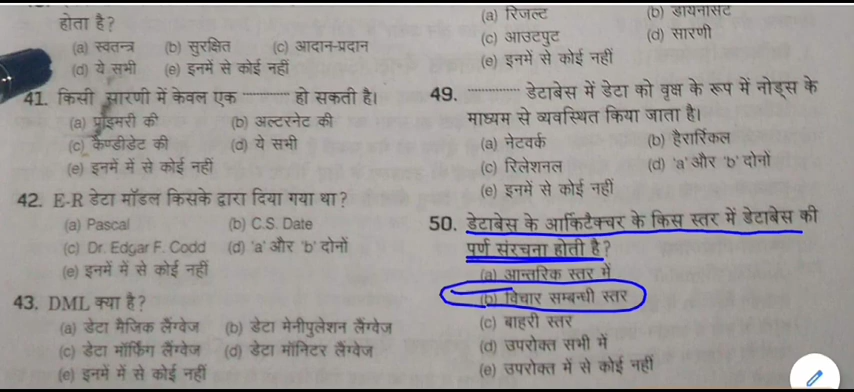 होता है?
(a) स्वतन्त्र (b) सुरक्षित (c) आदान-प्रदान
(d) ये सभी (e) इनमें से कोई नहीं
41. किसी सारणी में केवल एक ............ हो सकती है।
(a) प्राइमरी की (b) अल्टरनेट की
(c) कैण्डीडेट की (d) ये सभी
(e) इनमें में से कोई नहीं
42. E-R डेटा मॉडल किसके द्वारा दिया गया था?
(a) Pascal (b) C.S. Date
(c) Dr. Edgar F. Codd (d) 'a' और 'b' दोनों
(e) इनमें में से कोई नहीं
43. DML क्या है?
(a) डेटा मैजिक लैंग्वेज (b) डेटा मेनीपुलेशन लैंग्वेज
(c) डेटा मॉर्फिंग लैंग्वेज (d) डेटा मॉनिटर लैंग्वेज
(e) इनमें में से कोई नहीं
(a) रिजल्ट (b) डायनासेट
(c) आउटपुट (d) सारणी
(e) इनमें से कोई नहीं
49. ............ डेटाबेस में डेटा को वृक्ष के रूप में नोड्स के
माध्यम से व्यवस्थित किया जाता है।
(a) नेटवर्क (b) हैरार्रिकल
(c) रिलेशनल (d) 'a' और 'b' दोनों
(e) इनमें से कोई नहीं
50. डेटाबेस के आर्किटैक्चर के किस स्तर में डेटाबेस की
पूर्ण संरचना होती है?
(a) आन्तरिक स्तर में
(b) विचार सम्बन्धी स्तर
(c) बाहरी स्तर
(d) उपरोक्त सभी में
(e) उपरोक्त में से कोई नहीं